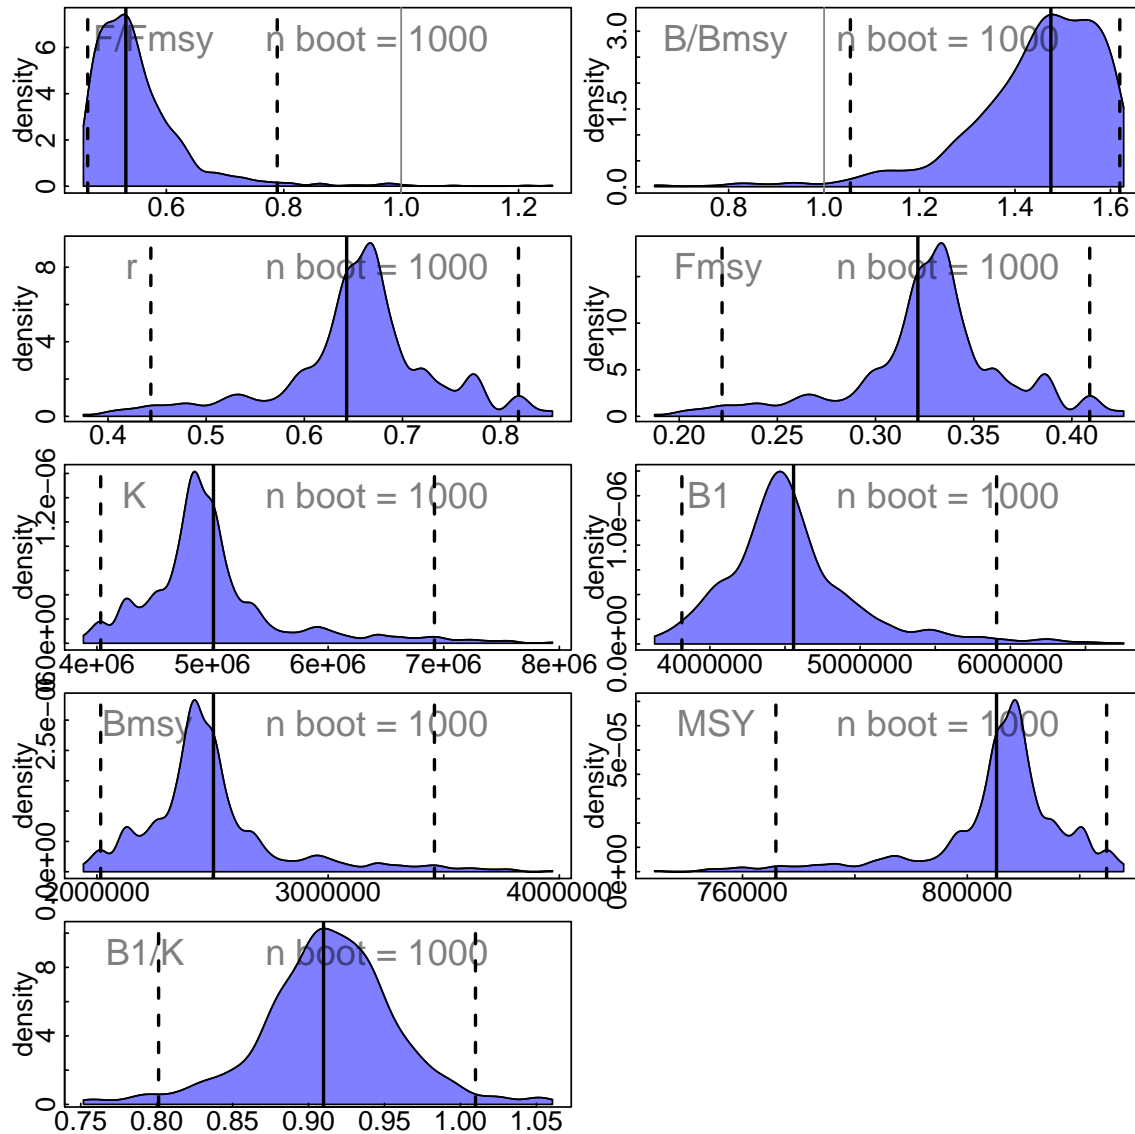 F/Fmsy n boot = 1000
density
0 2 4 6
0.6 0.8 1.0 1.2
B/Bmsy n boot = 1000
density
0.0 1.5 3.0
0.8 1.0 1.2 1.4 1.6
r n boot = 1000
density
0 4 8
0.4 0.5 0.6 0.7 0.8
Fmsy n boot = 1000
density
0 5 10
0.20 0.25 0.30 0.35 0.40
K n boot = 1000
density
1.2e−06
4e+06 5e+06 6e+06 7e+06 8e+06
B1 n boot = 1000
density
0.0e+00 1.0e−06
4000000 5000000 6000000
Bmsy n boot = 1000
density
0.0e+00 2.5e−06
2000000 3000000 4000000
MSY n boot = 1000
density
0e+00 5e−05
760000 800000
B1/K n boot = 1000
density
0 4 8
0.75 0.80 0.85 0.90 0.95 1.00 1.05